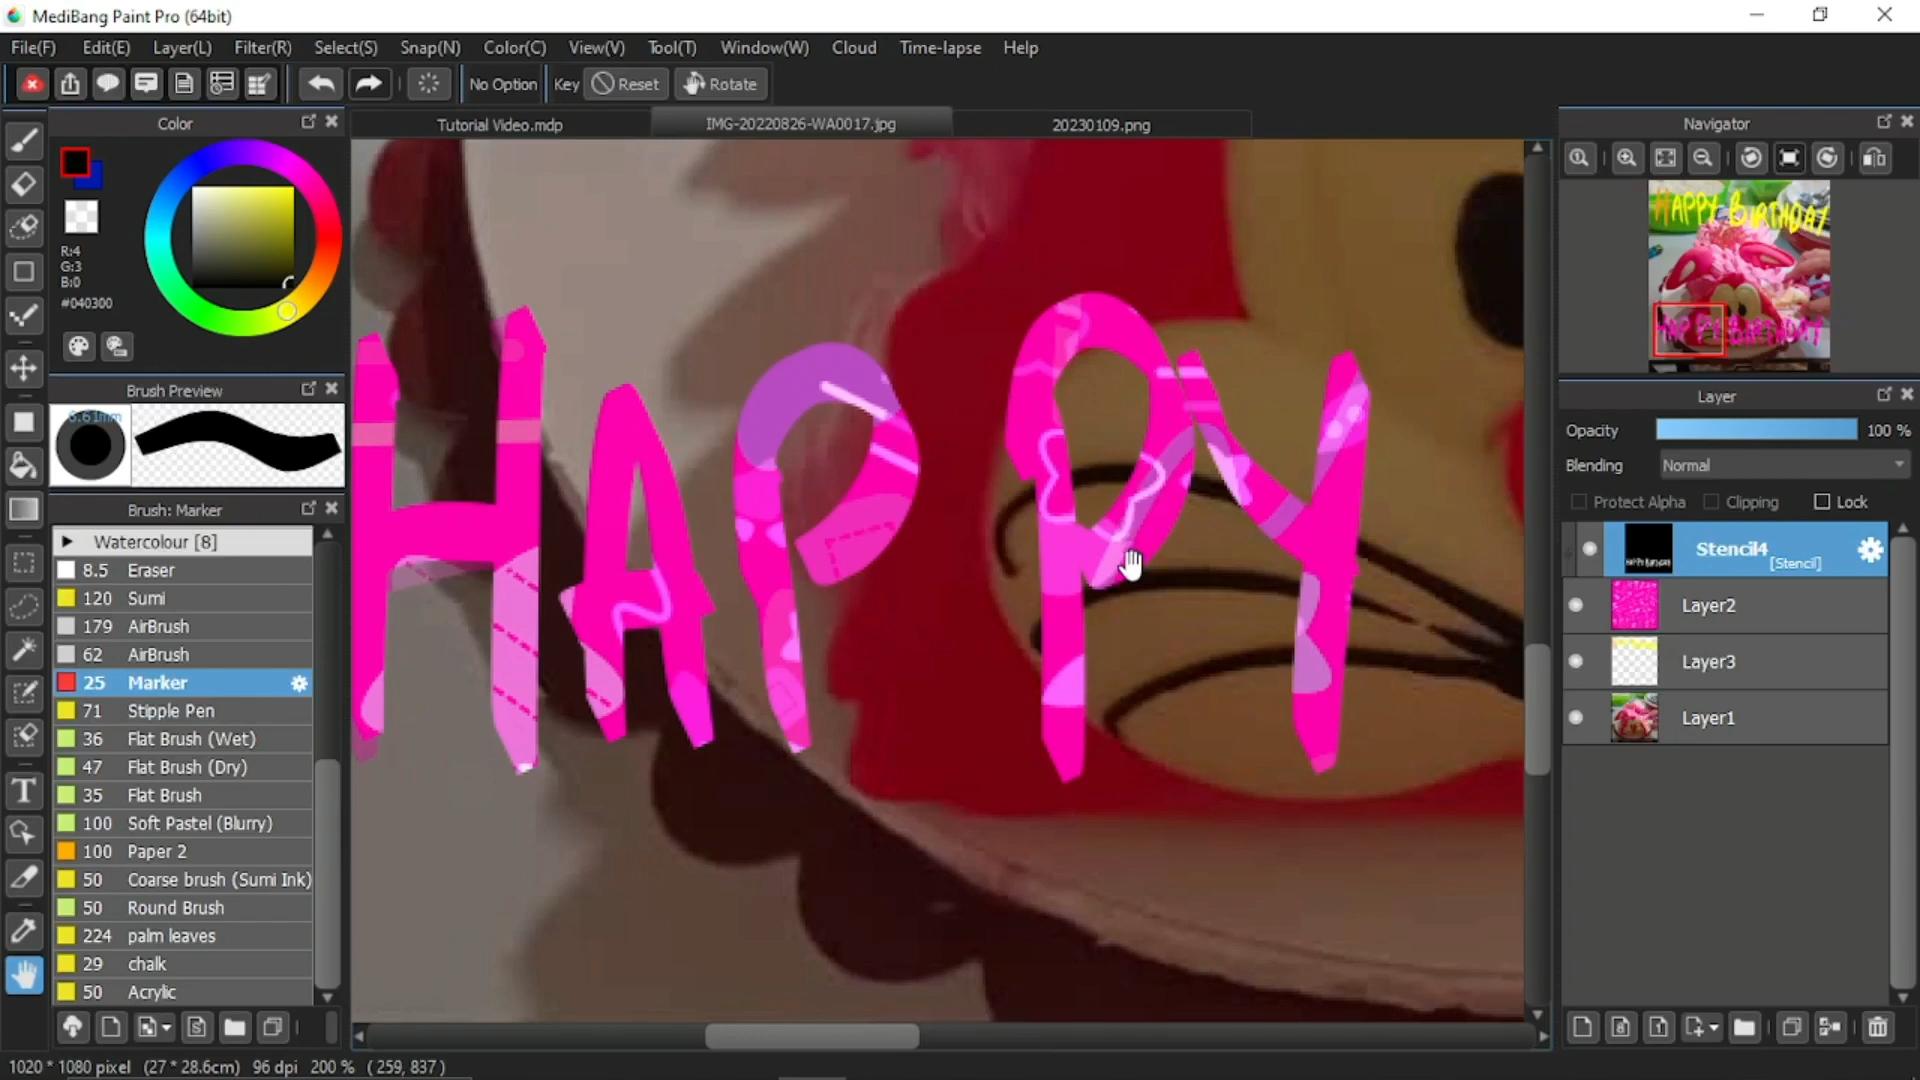 MediBang Paint Pro (64bit)
File(F) Edit(E) Layer(L) Filter(R) Select(S) Snap(N) Color(C) View(V) Tool(T) Window(W) Cloud Time-lapse Help
No Option Key Reset Rotate
Color
Tutorial Video.mdp IMG-20220826-WA0017.jpg 20230109.png
Navigator
R:4
G:3
B:0
#040300
HAPPY BIRTHDAY
HAPPY BIRTHDAY
Brush Preview
Layer
Opacity 100 %
Blending Normal
Protect Alpha Clipping Lock
Brush: Marker
Watercolour [8]
8.5 Eraser
120 Sumi
179 AirBrush
62 AirBrush
25 Marker
71 Stipple Pen
36 Flat Brush (Wet)
47 Flat Brush (Dry)
35 Flat Brush
100 Soft Pastel (Blurry)
100 Paper 2
50 Coarse brush (Sumi Ink)
50 Round Brush
224 palm leaves
29 chalk
50 Acrylic
HAPPY
Stencil4
[Stencil]
Layer2
Layer3
Layer1
1020 * 1080 pixel (27 * 28.6cm) 96 dpi 200 % ( 259, 837 )